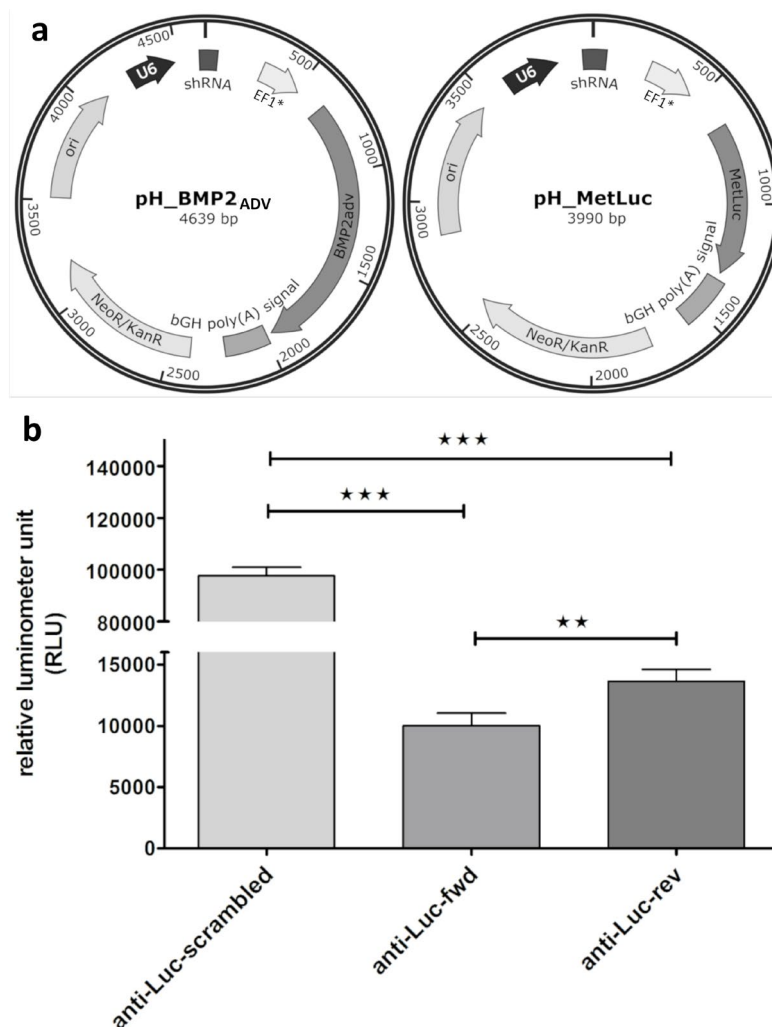 a
4500
U6
shRNA
EF1*
500
4000
ori
1000
pH_BMP2ADV
4639 bp
3500
BMP2adv
1500
bGH poly(A) signal
NeoR/KanR
3000
2000
2500
U6
shRNA
EF1*
500
3500
ori
1000
MetLuc
pH_MetLuc
3990 bp
3000
bGH poly(A) signal
1500
NeoR/KanR
2500
2000
b
relative luminometer unit
(RLU)
140000
120000
100000
80000
15000
10000
5000
0
★★★
★★★
★★
anti-Luc-scrambled
anti-Luc-fwd
anti-Luc-rev